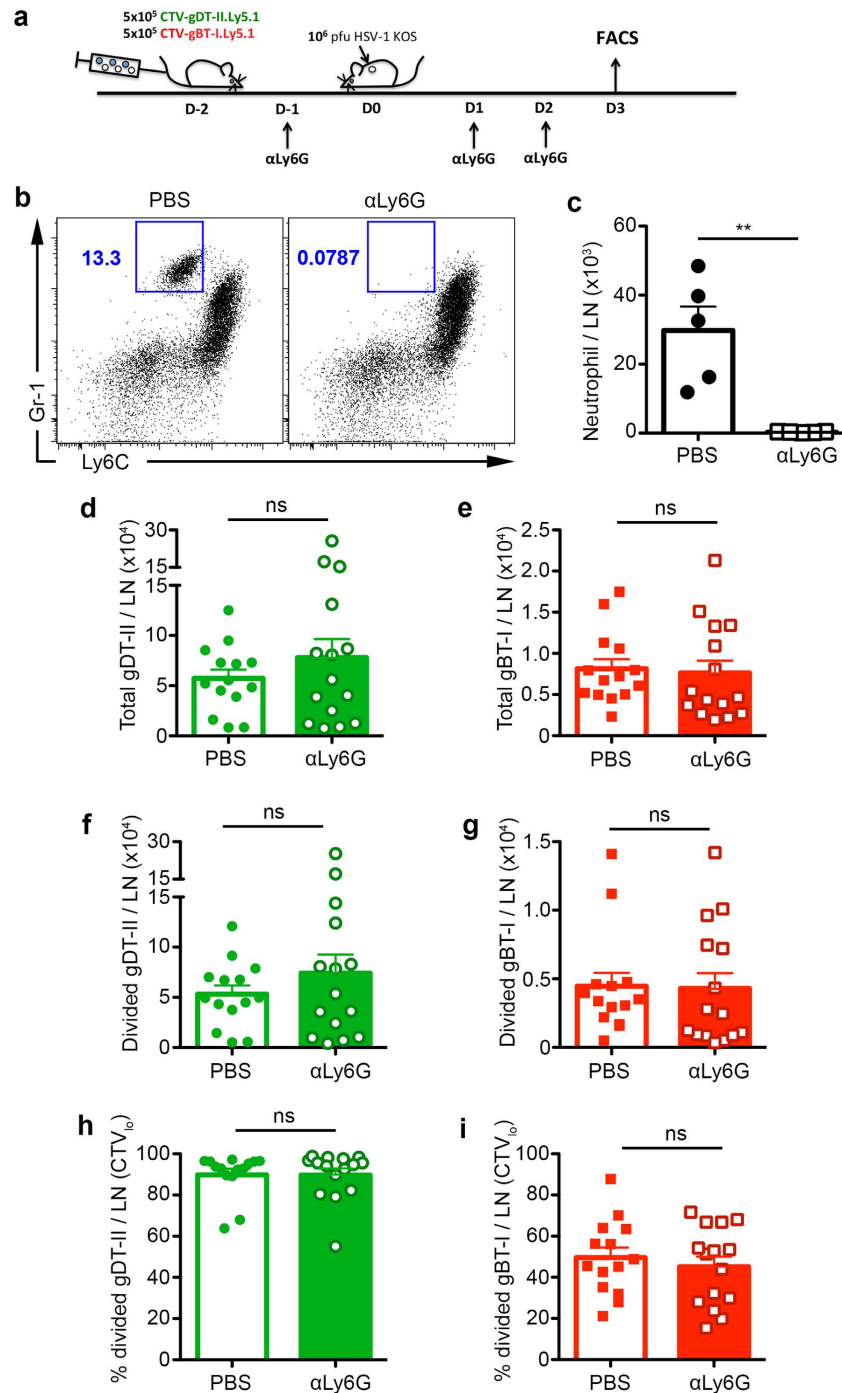 a
5x10⁵ CTV-gDT-II.Ly5.1
5x10⁵ CTV-gBT-I.Ly5.1
10⁶ pfu HSV-1 KOS
FACS
D-2 D-1 D0 D1 D2 D3
αLy6G αLy6G αLy6G
b
PBS αLy6G
13.3 0.0787
Gr-1
Ly6C
c
Neutrophil / LN (x10³)
60
40
20
0
**
PBS αLy6G
d
Total gDT-II / LN (x10⁴)
30
15
15
10
5
0
ns
PBS αLy6G
e
Total gBT-I / LN (x10⁴)
2.5
2.0
1.5
1.0
0.5
0
ns
PBS αLy6G
f
Divided gDT-II / LN (x10⁴)
30
15
15
10
5
0
ns
PBS αLy6G
g
Divided gBT-I / LN (x10⁴)
1.5
1.0
0.5
0
ns
PBS αLy6G
h
% divided gDT-II / LN (CTVlo)
100
80
60
40
20
0
ns
PBS αLy6G
i
% divided gBT-I / LN (CTVlo)
100
80
60
40
20
0
ns
PBS αLy6G